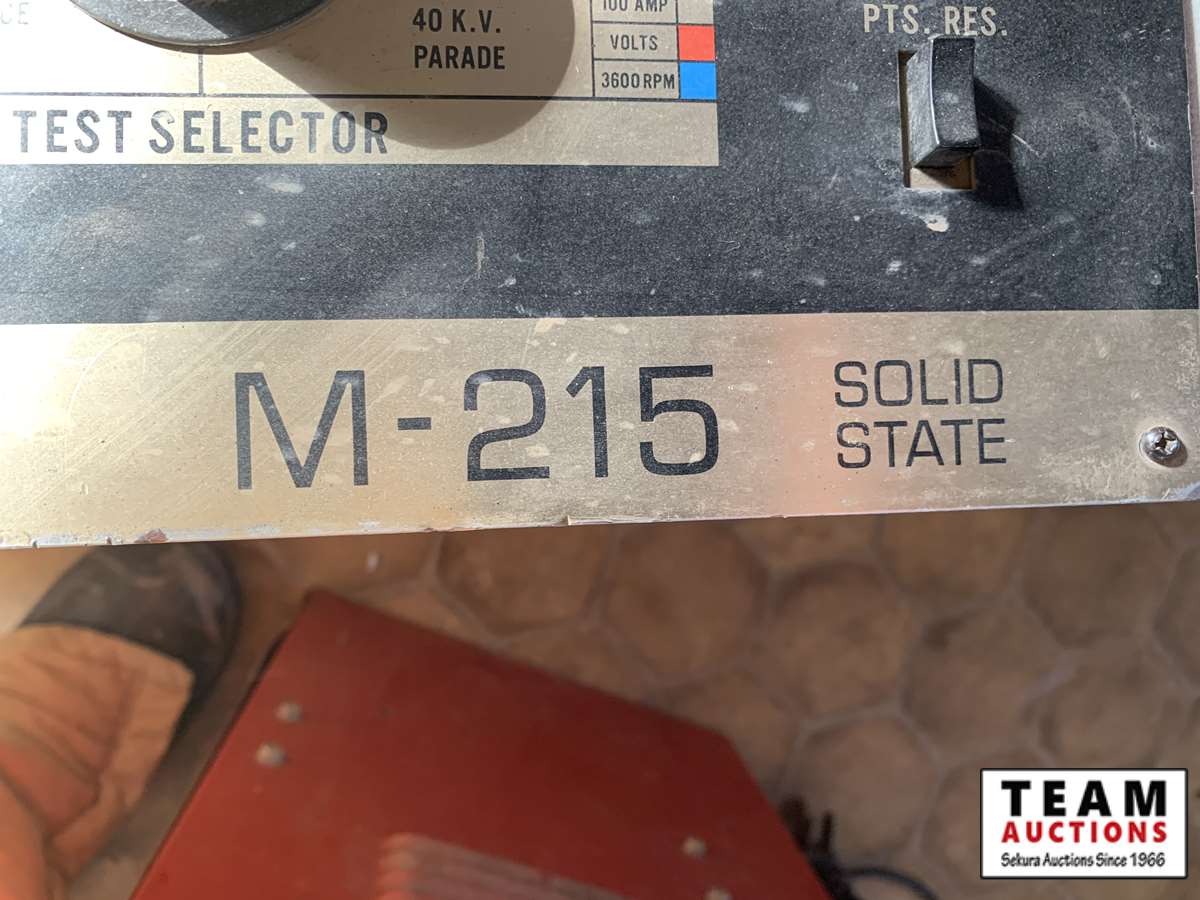 CE
40 K.V.
PARADE
100 AMP
VOLTS
3600 RPM
PTS. RES.
TEST SELECTOR
M-215
SOLID
STATE
TEAM
AUCTIONS
Sekura Auctions Since 1966